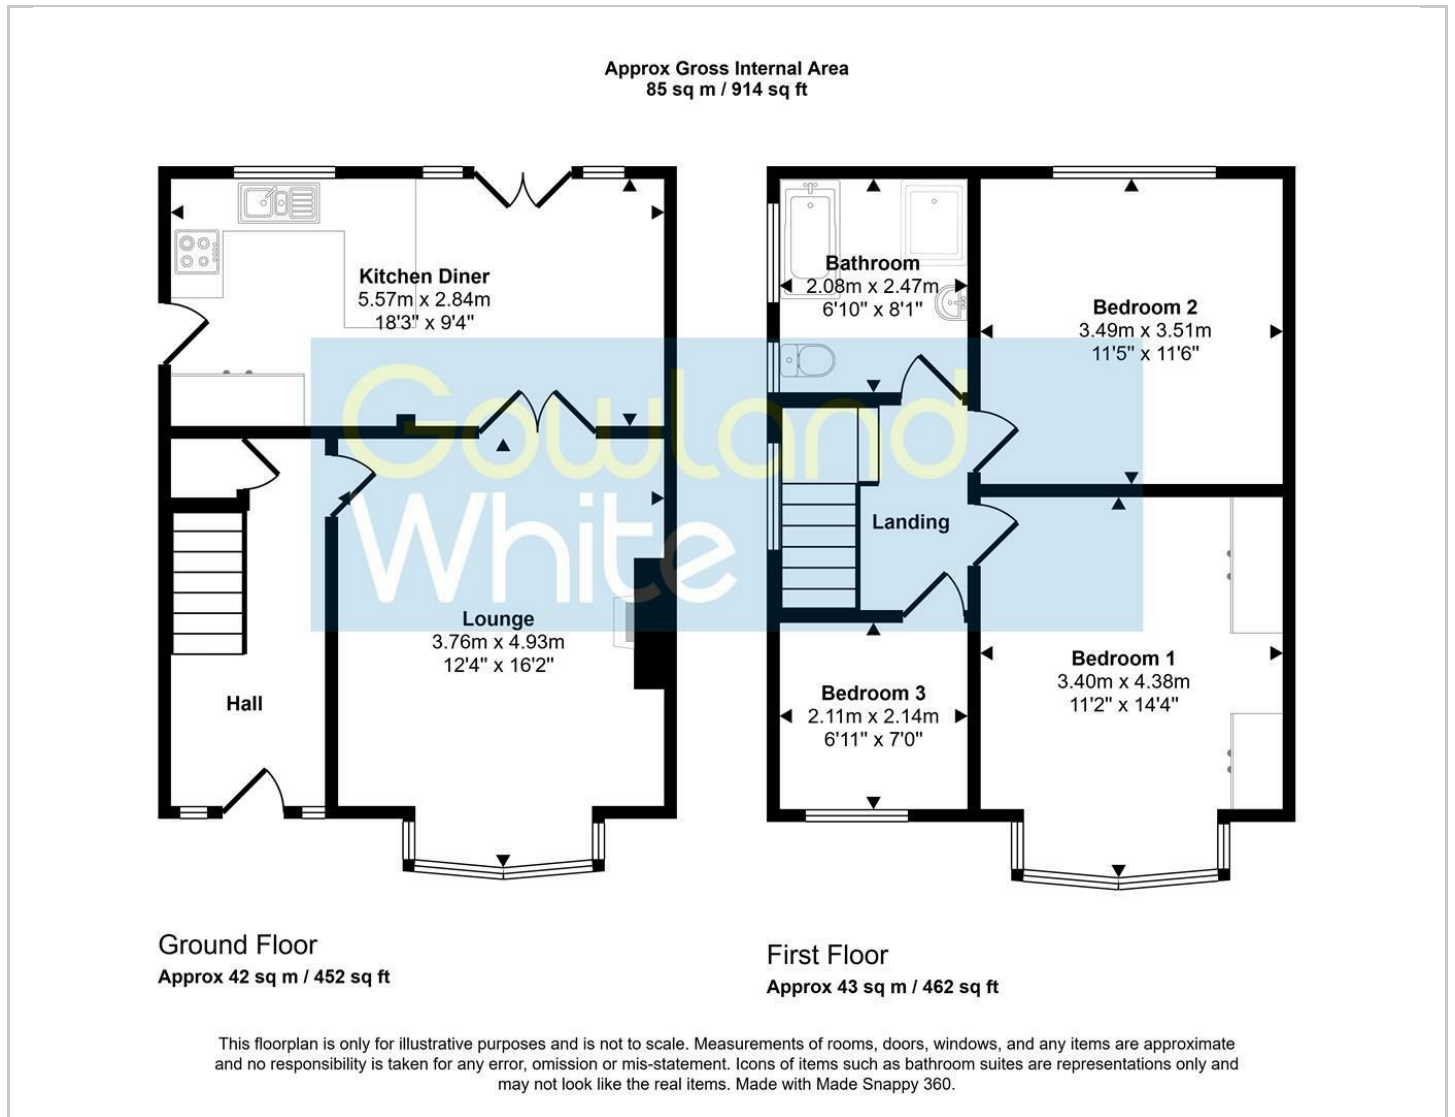 Approx Gross Internal Area
85 sq m / 914 sq ft
Kitchen Diner
5.57m x 2.84m
18'3" x 9'4"
Bathroom
2.08m x 2.47m
6'10" x 8'1"
Bedroom 2
3.49m x 3.51m
11'5" x 11'6"
Gowland
White
Landing
Lounge
3.76m x 4.93m
12'4" x 16'2"
Hall
Bedroom 3
2.11m x 2.14m
6'11" x 7'0"
Bedroom 1
3.40m x 4.38m
11'2" x 14'4"
Ground Floor
Approx 42 sq m / 452 sq ft
First Floor
Approx 43 sq m / 462 sq ft
This floorplan is only for illustrative purposes and is not to scale. Measurements of rooms, doors, windows, and any items are approximate
and no responsibility is taken for any error, omission or mis-statement. Icons of items such as bathroom suites are representations only and
may not look like the real items. Made with Made Snappy 360.